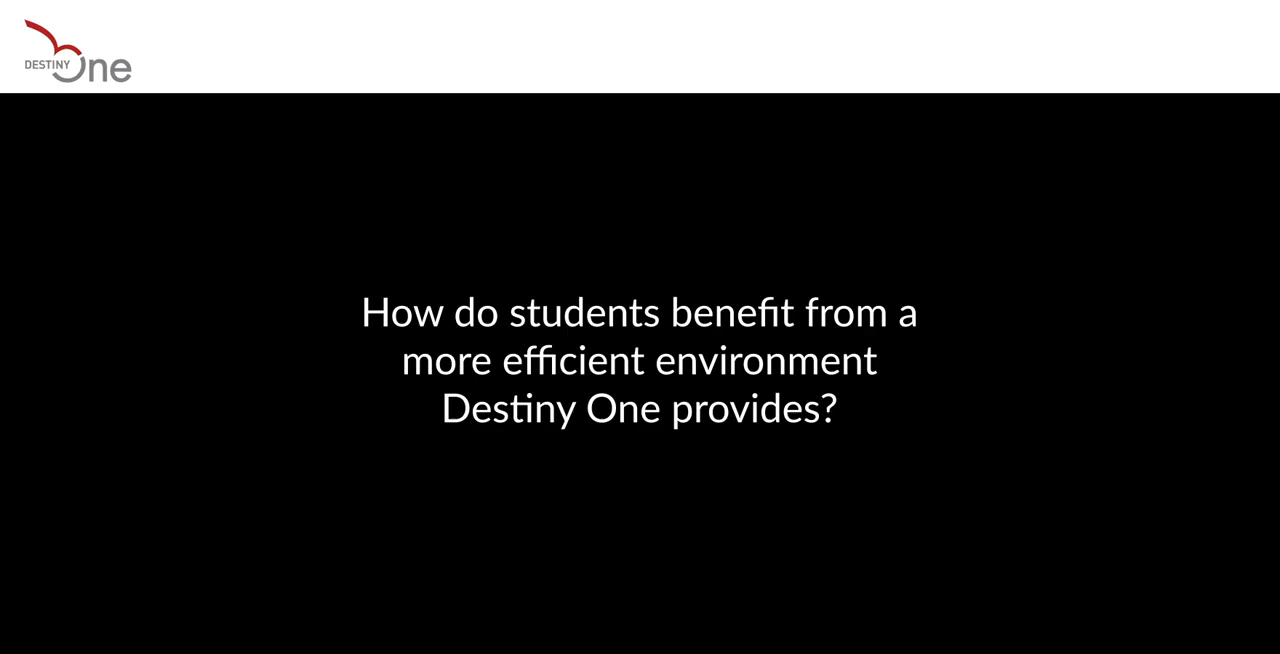 DESTINY One
How do students benefit from a
more efficient environment
Destiny One provides?